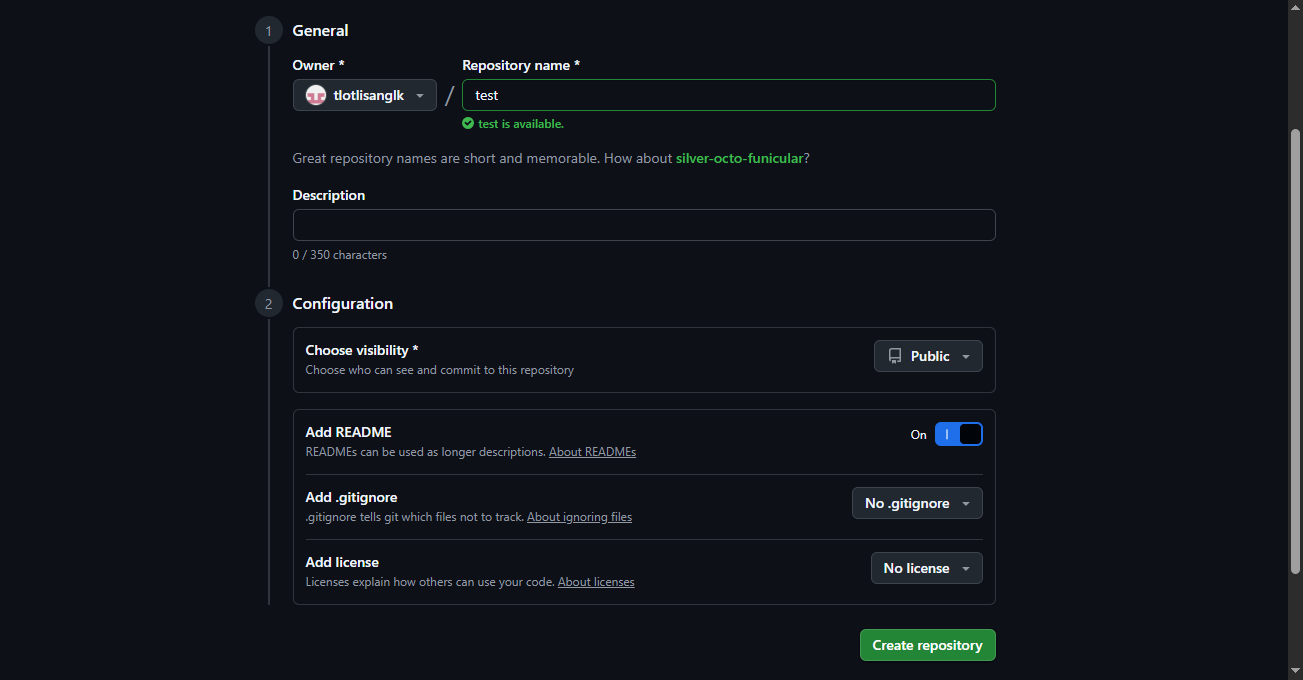 1 General
Owner * Repository name *
tlotlisanglk / test
test is available.
Great repository names are short and memorable. How about silver-octo-funicular?
Description
0 / 350 characters
2 Configuration
Choose visibility *
Choose who can see and commit to this repository
Public
Add README
READMEs can be used as longer descriptions. About READMEs
On
Add .gitignore
.gitignore tells git which files not to track. About ignoring files
No .gitignore
Add license
Licenses explain how others can use your code. About licenses
No license
Create repository